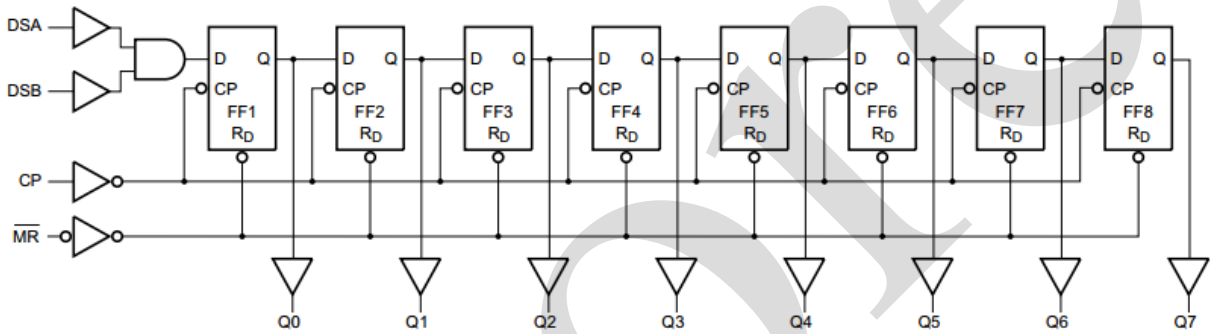 DSA
DSB
CP
MR
D Q
CP
FF1
RD
D Q
CP
FF2
RD
D Q
CP
FF3
RD
D Q
CP
FF4
RD
D Q
CP
FF5
RD
D Q
CP
FF6
RD
D Q
CP
FF7
RD
D Q
CP
FF8
RD
Q0 Q1 Q2 Q3 Q4 Q5 Q6 Q7